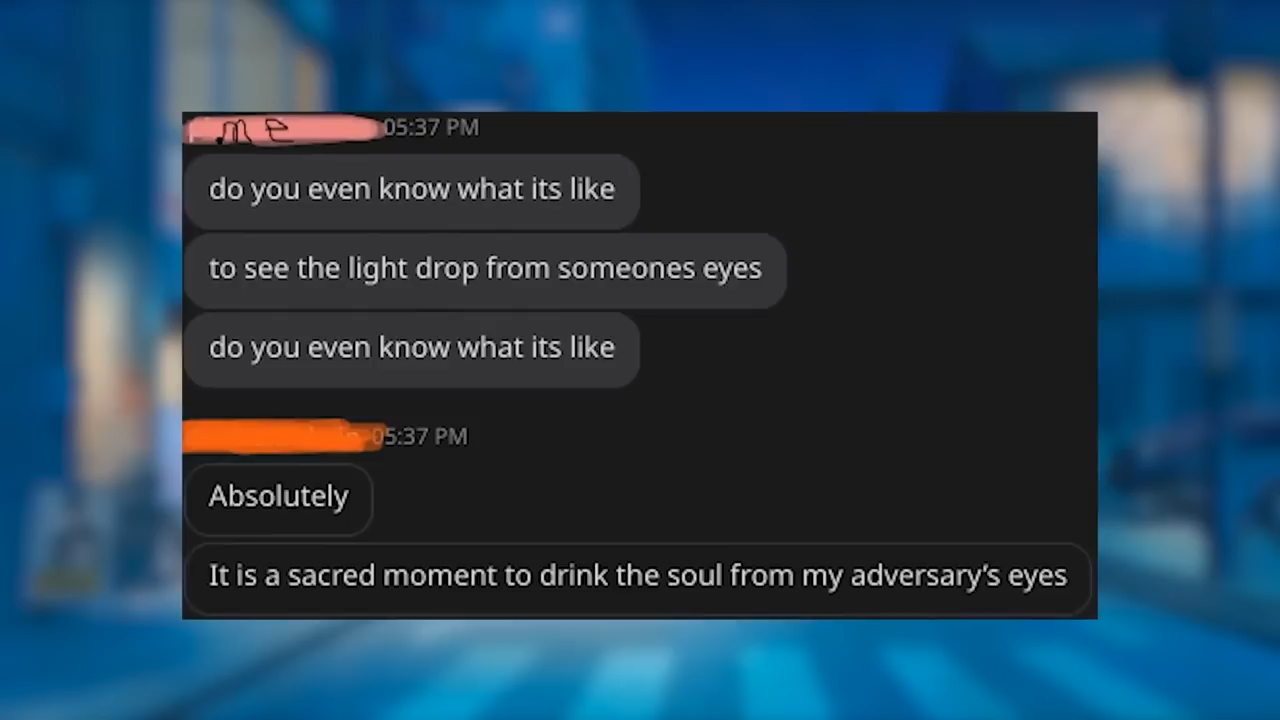 me 05:37 PM
do you even know what its like
to see the light drop from someones eyes
do you even know what its like
05:37 PM
Absolutely
It is a sacred moment to drink the soul from my adversary’s eyes